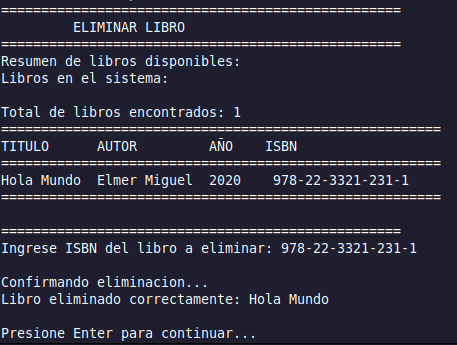 ==================================================
ELIMINAR LIBRO
==================================================
Resumen de libros disponibles:
Libros en el sistema:
Total de libros encontrados: 1
=======================================================
TITULO AUTOR AÑO ISBN
=======================================================
Hola Mundo Elmer Miguel 2020 978-22-3321-231-1
=======================================================
==================================================
Ingrese ISBN del libro a eliminar: 978-22-3321-231-1
Confirmando eliminacion...
Libro eliminado correctamente: Hola Mundo
Presione Enter para continuar...